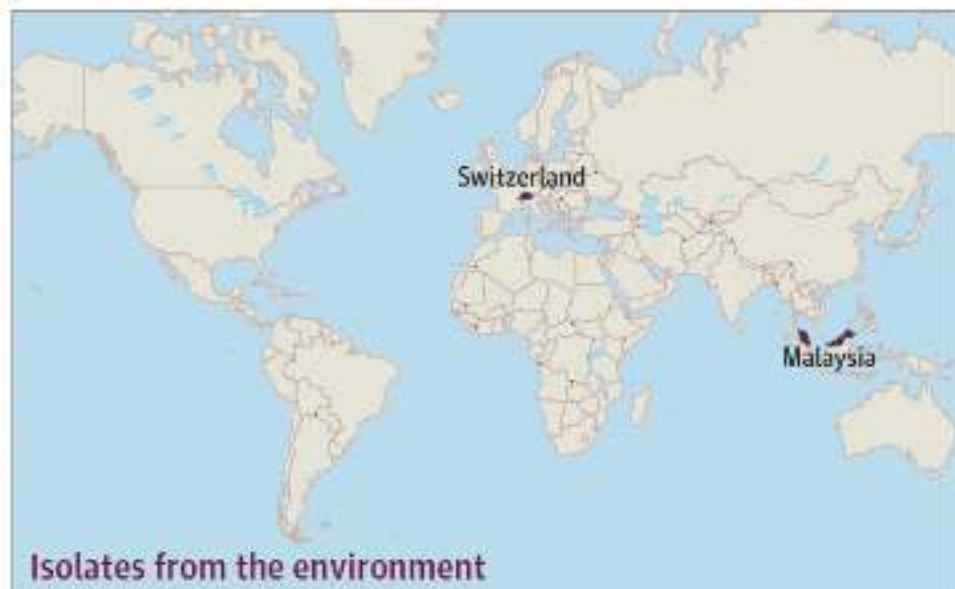 Switzerland
Malaysia
Isolates from the environment